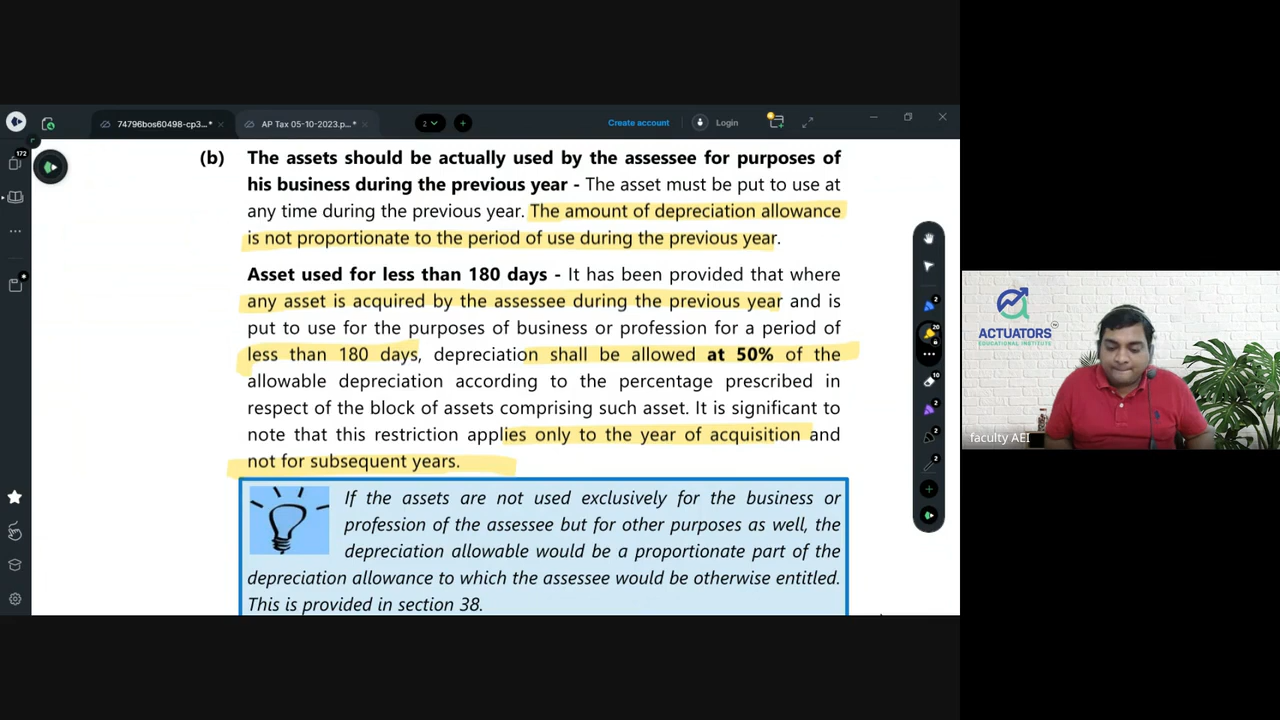 74796bos60498-cp3...*
AP Tax 05-10-2023.p...*
2
Create account
Login
172
(b) The assets should be actually used by the assessee for purposes of
his business during the previous year - The asset must be put to use at
any time during the previous year. The amount of depreciation allowance
is not proportionate to the period of use during the previous year.
Asset used for less than 180 days - It has been provided that where
any asset is acquired by the assessee during the previous year and is
put to use for the purposes of business or profession for a period of
less than 180 days, depreciation shall be allowed at 50% of the
allowable depreciation according to the percentage prescribed in
respect of the block of assets comprising such asset. It is significant to
note that this restriction applies only to the year of acquisition and
not for subsequent years.
If the assets are not used exclusively for the business or
profession of the assessee but for other purposes as well, the
depreciation allowable would be a proportionate part of the
depreciation allowance to which the assessee would be otherwise entitled.
This is provided in section 38.
2
20
10
2
2
2
ACTUATORS
EDUCATIONAL INSTITUTE
faculty AEI